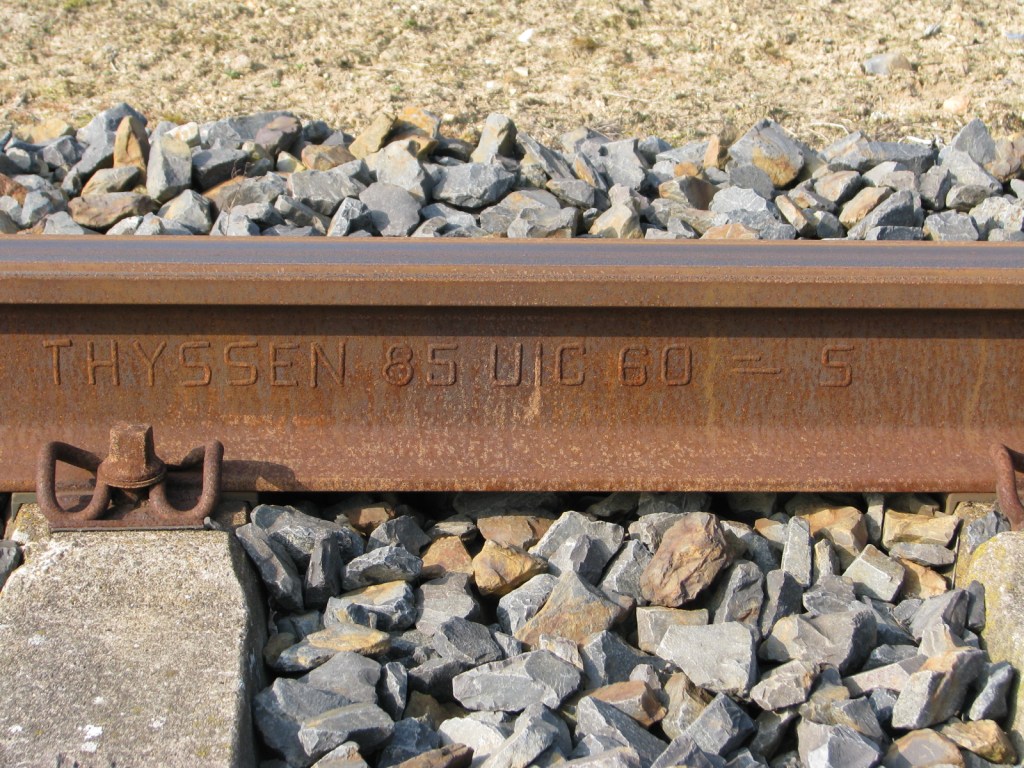 THYSSEN 85 UIC 60 — S